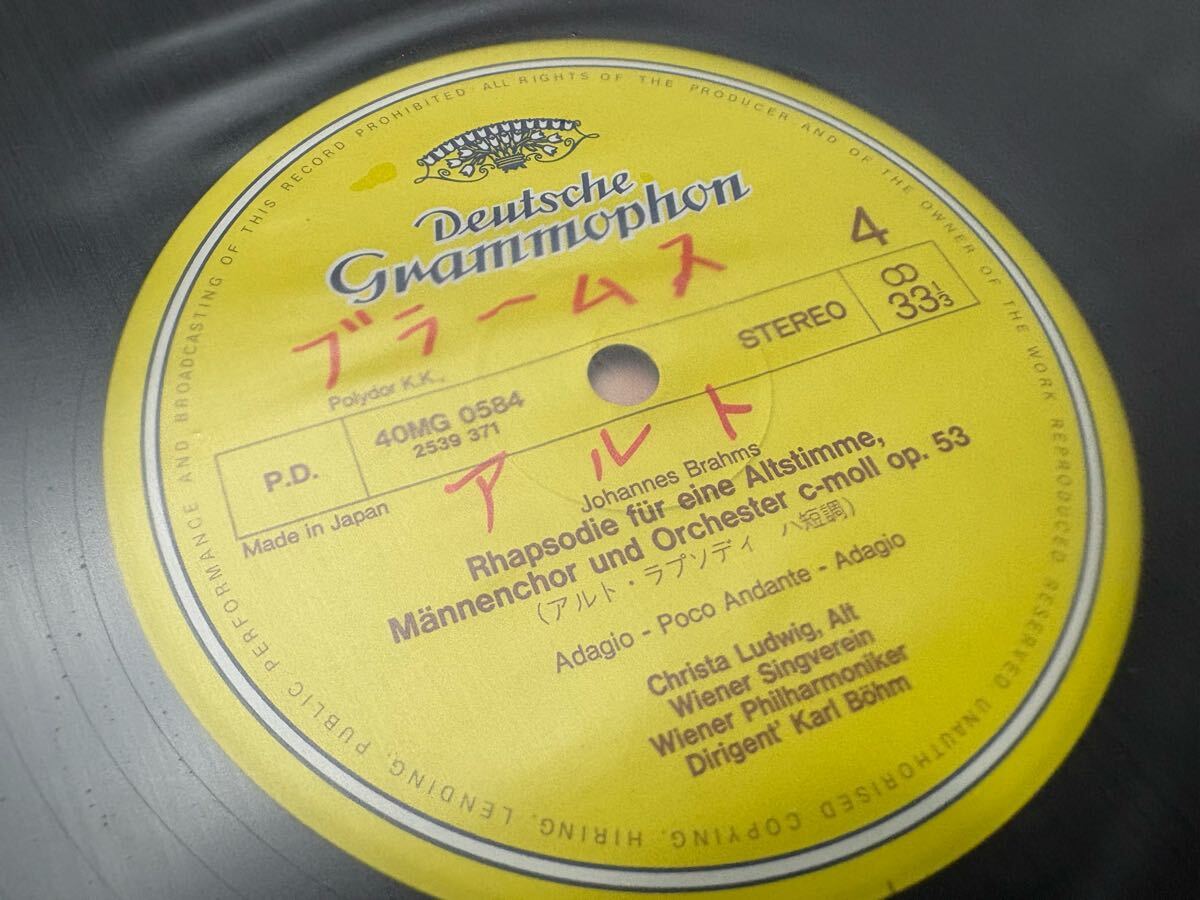 Deutsche
Grammophon
ブラームス
4
STEREO
33⅓
Polydor K.K.,
P.D.
40MG 0584
2539 371
アルト
Made in Japan
Johannes Brahms
Rhapsodie für eine Altstimme,
Männenchor und Orchester c-moll op. 53
(アルト・ラプソディ ハ短調)
Adagio - Poco Andante - Adagio
Christa Ludwig, Alt
Wiener Singverein
Wiener Philharmoniker
Dirigent' Karl Böhm
ALL RIGHTS OF THE PRODUCER AND OF THE OWNER OF THE WORK REPRODUCED RESERVED UNAUTHORISED COPYING, HIRING, LENDING, PUBLIC PERFORMANCE AND BROADCASTING OF THIS RECORD PROHIBITED